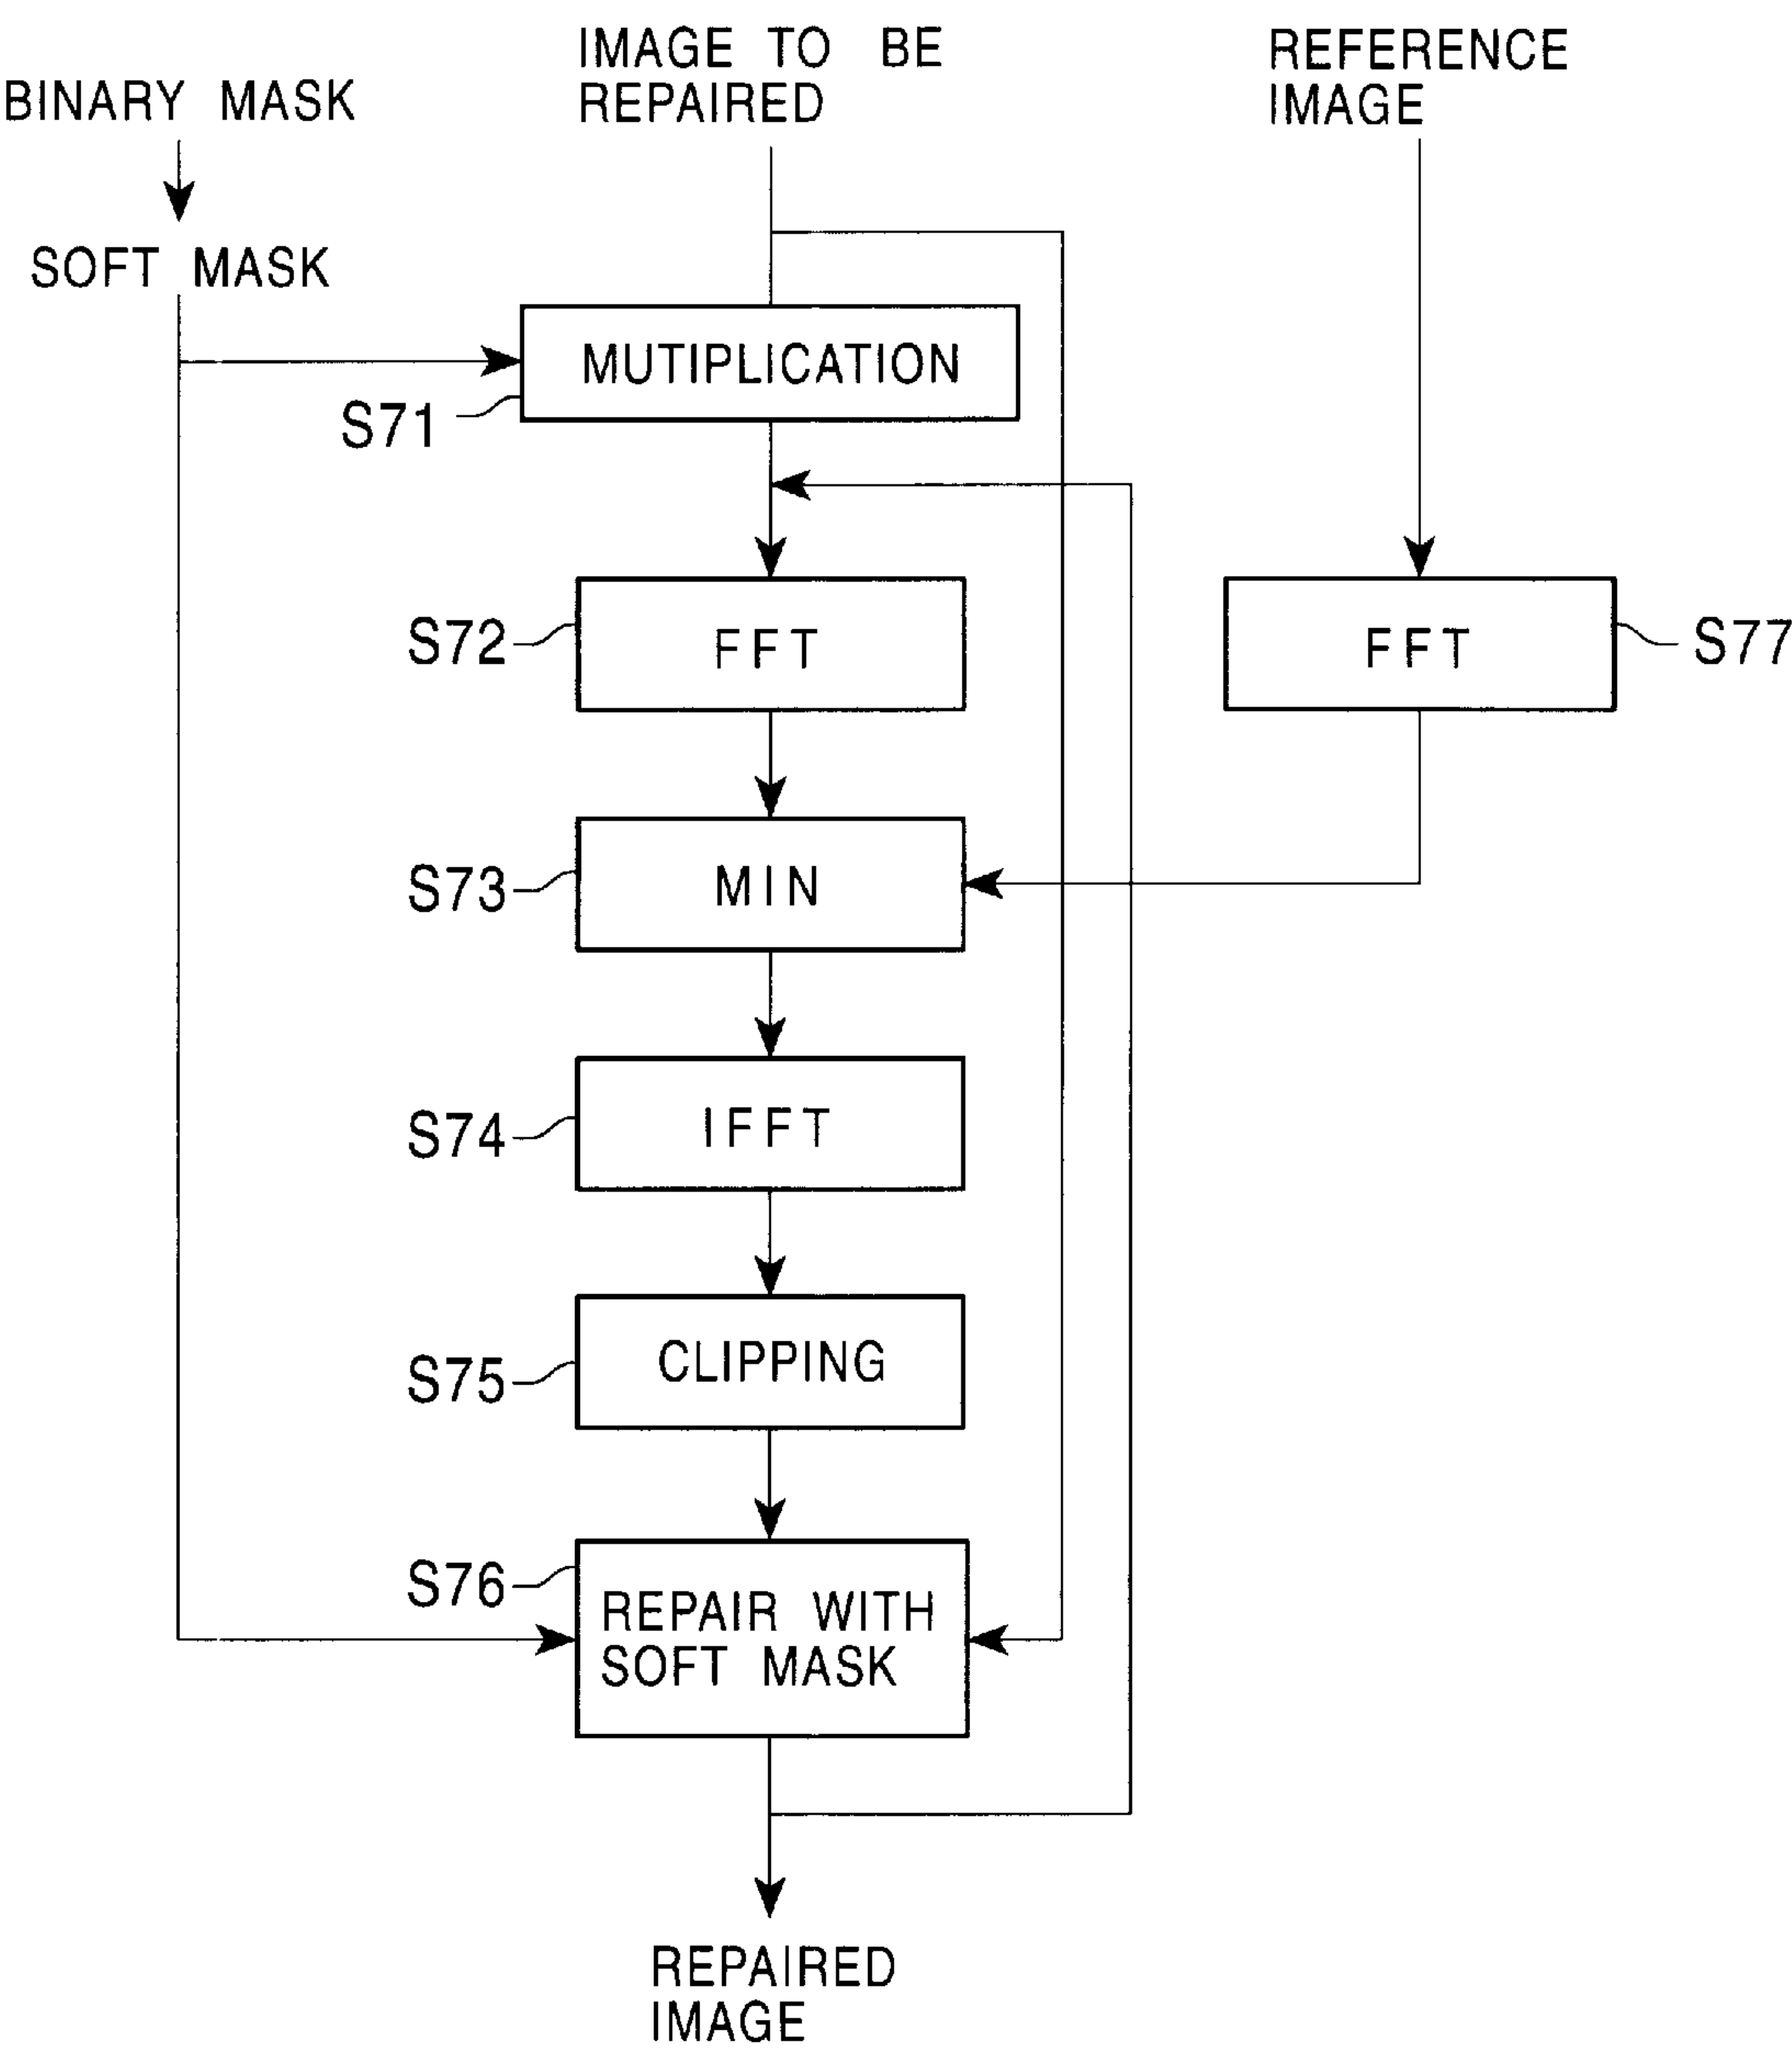 IMAGE TO BE
REPAIRED
REFERENCE
IMAGE
BINARY MASK
SOFT MASK
MUTIPLICATION
S71
S72
FFT
FFT
S77
S73
MIN
S74
IFFT
S75
CLIPPING
S76
REPAIR WITH
SOFT MASK
REPAIRED
IMAGE